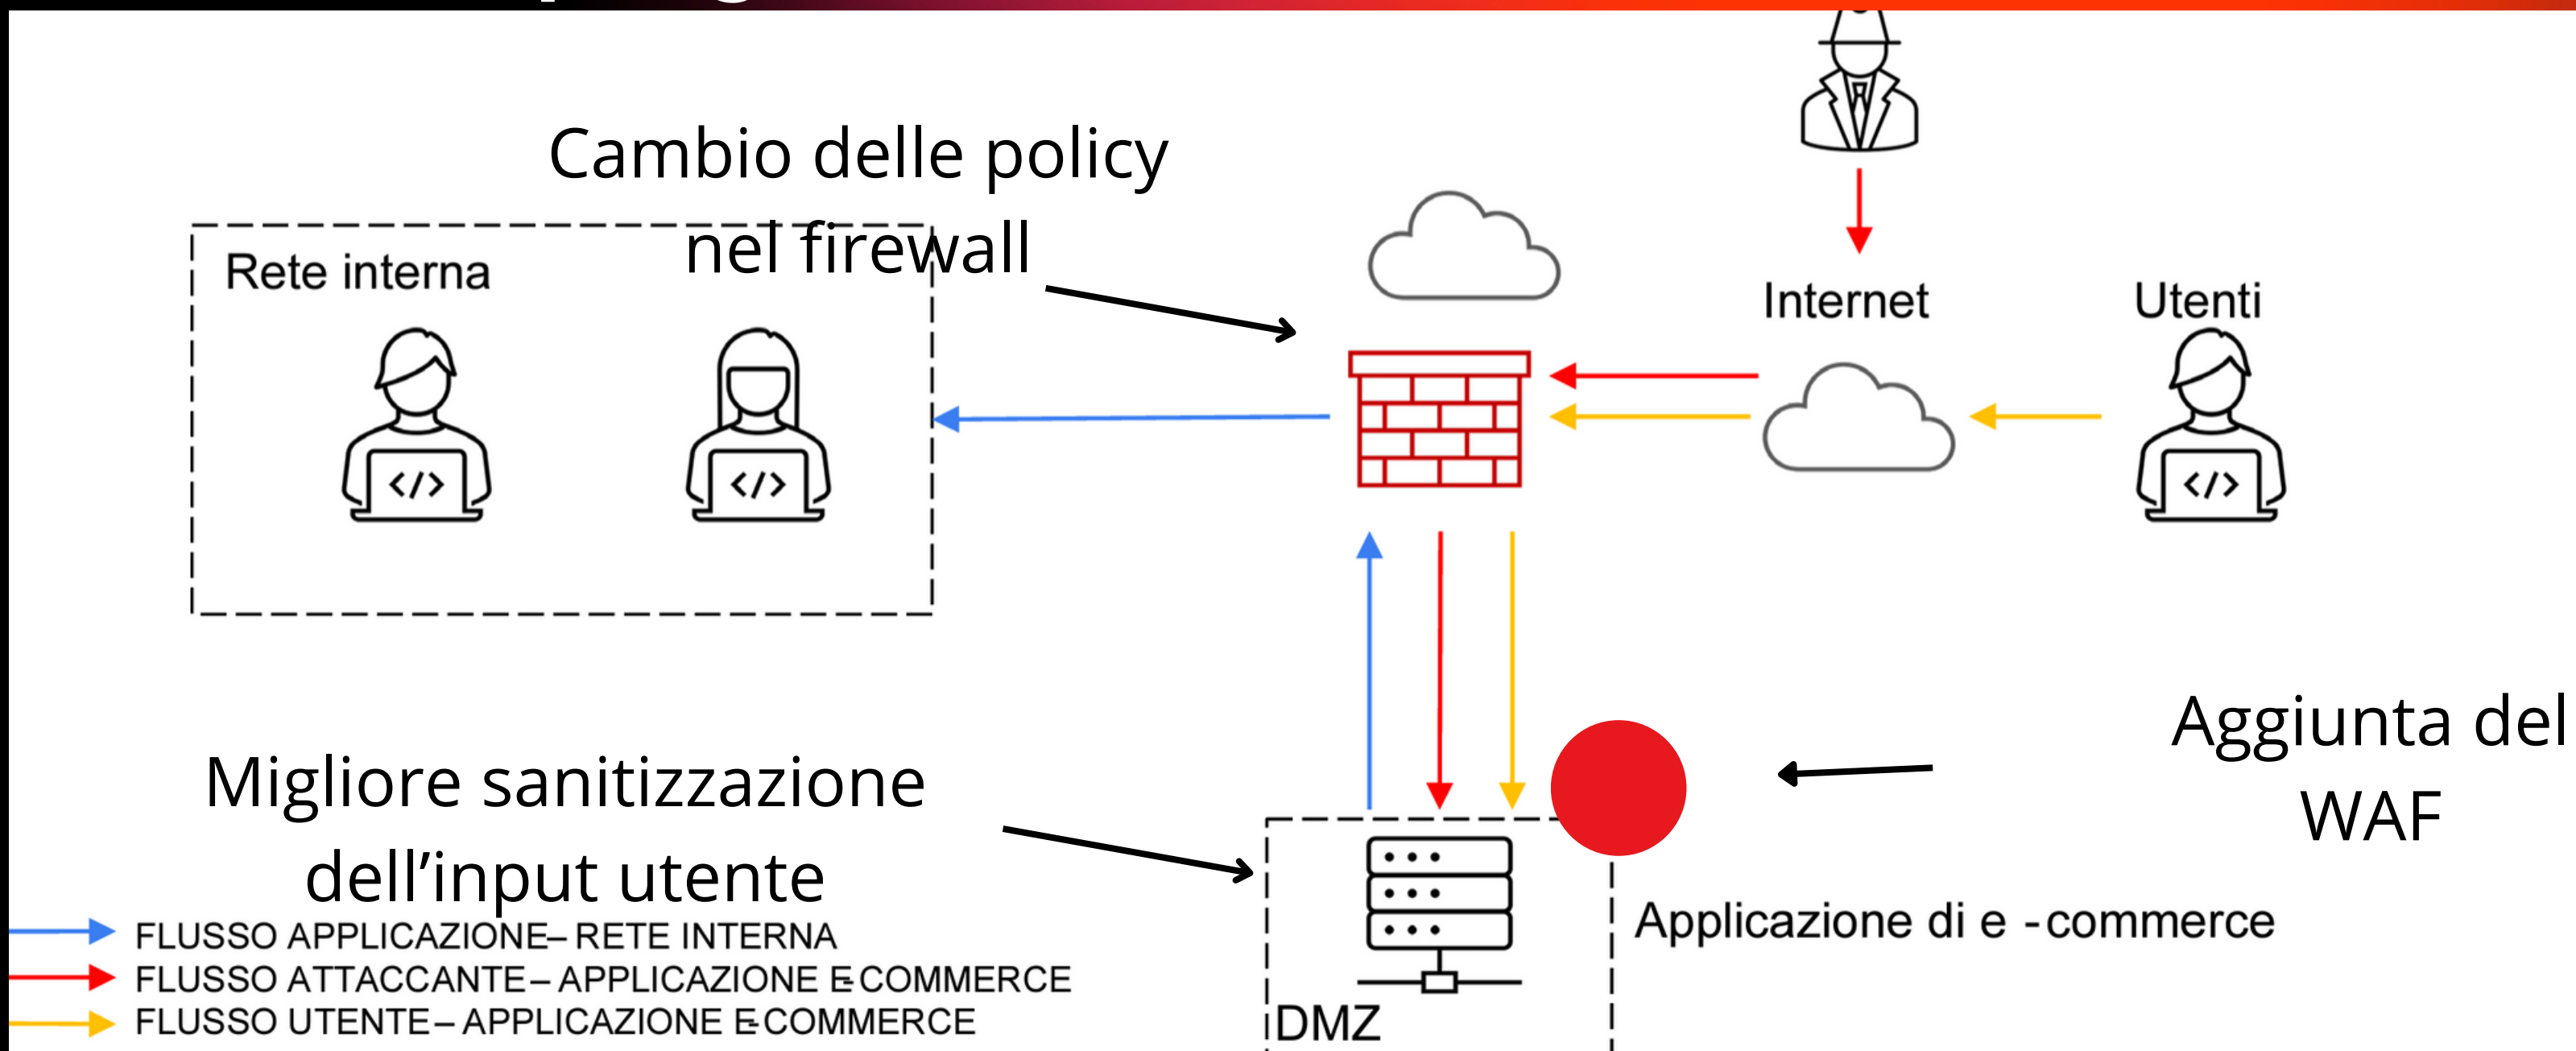 Cambio delle policy
nel firewall
Rete interna
Internet
Utenti
</>
</>
</>
Aggiunta del
WAF
Migliore sanitizzazione
dell’input utente
Applicazione di e -commerce
FLUSSO APPLICAZIONE– RETE INTERNA
FLUSSO ATTACCANTE – APPLICAZIONE E-COMMERCE
FLUSSO UTENTE – APPLICAZIONE E-COMMERCE
DMZ